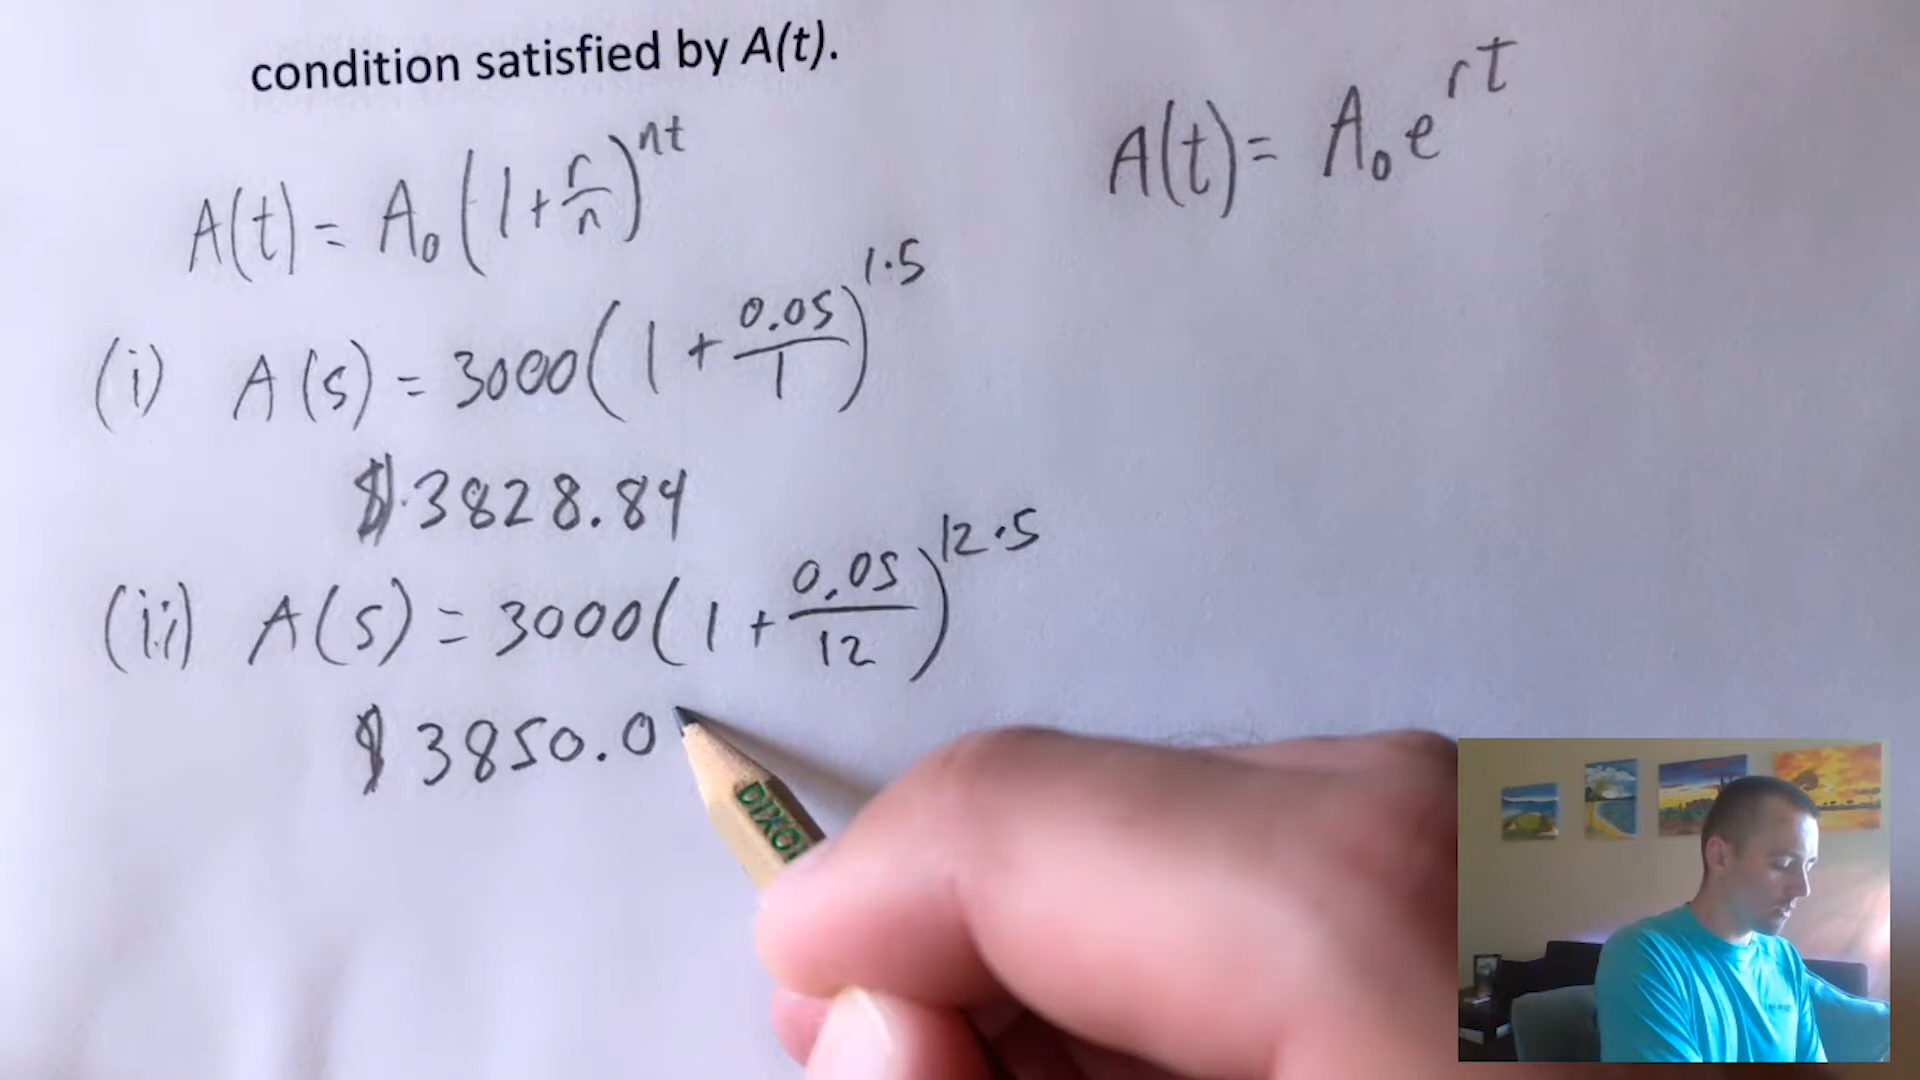 condition satisfied by A(t).
A(t) = A₀(1+r/n)^nt
A(t) = A₀e^rt
(i) A(5) = 3000(1 + 0.05/1)^1·5
$3828.84
(ii) A(5) = 3000(1 + 0.05/12)^12·5
$3850.0
DIXO